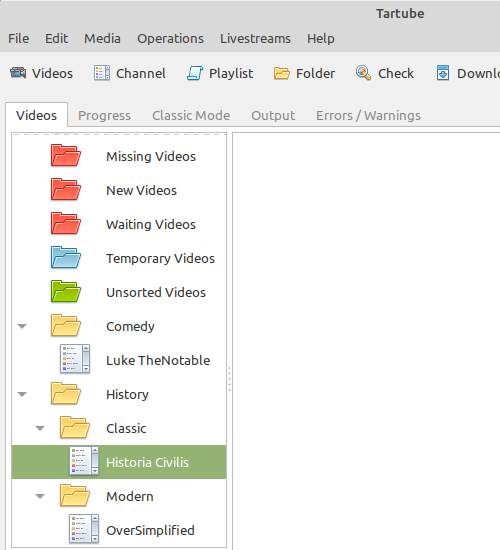 Tartube
File Edit Media Operations Livestreams Help
Videos Channel Playlist Folder Check Downlo
Videos Progress Classic Mode Output Errors / Warnings
Missing Videos
New Videos
Waiting Videos
Temporary Videos
Unsorted Videos
Comedy
Luke TheNotable
History
Classic
Historia Civilis
Modern
OverSimplified